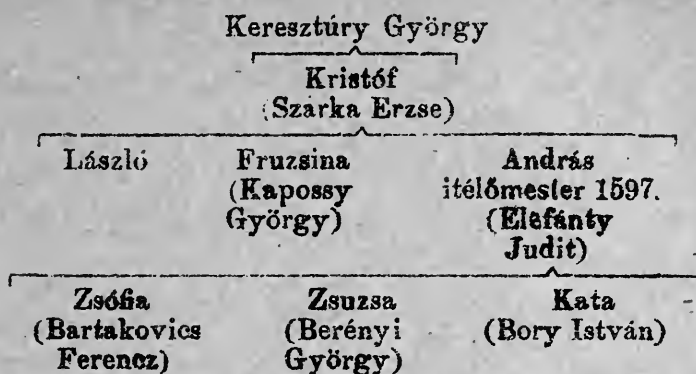 Keresztúry György
Kristóf
(Szarka Erzse)
László Fruzsina András
(Kapossy itélőmester 1597.
György) (Elefánty
Judit)
Zsófia Zsuzsa Kata
(Bartakovics (Berényi (Bory István)
Ferencz) György)